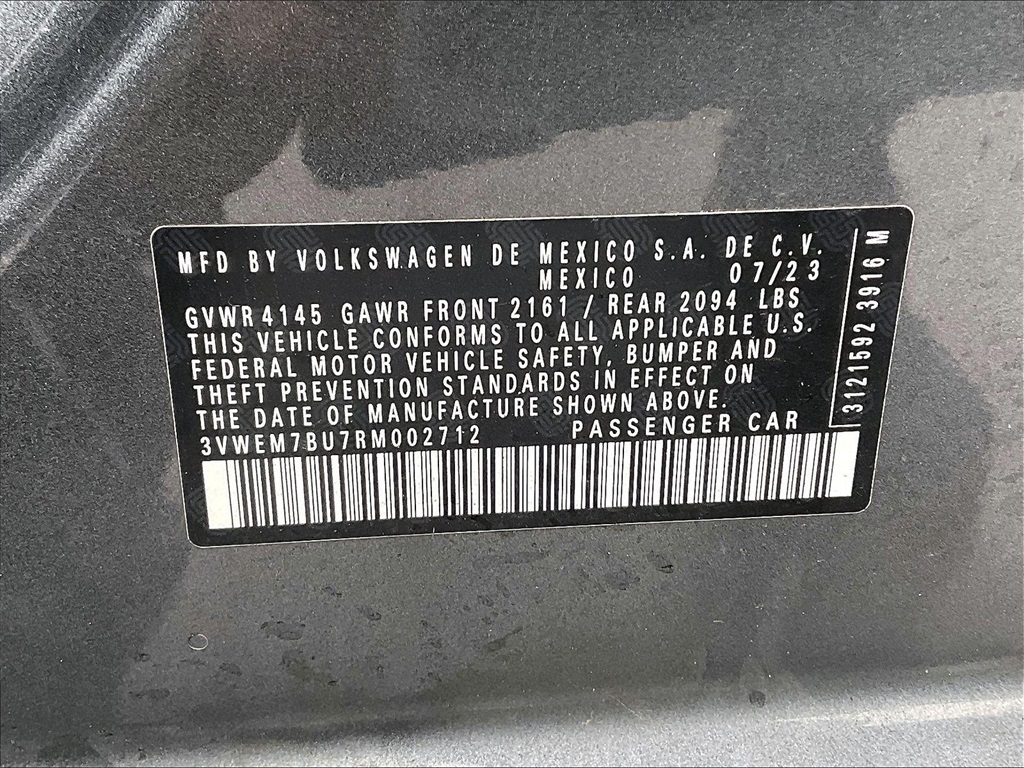 MFD BY VOLKSWAGEN DE MEXICO S.A. DE C.V.
MEXICO 07/23
GVWR 4145 GAWR FRONT 2161 / REAR 2094 LBS
THIS VEHICLE CONFORMS TO ALL APPLICABLE U.S.
FEDERAL MOTOR VEHICLE SAFETY, BUMPER AND
THEFT PREVENTION STANDARDS IN EFFECT ON
THE DATE OF MANUFACTURE SHOWN ABOVE.
3VWEM7BU7RM002712 PASSENGER CAR
3121592 3916 M